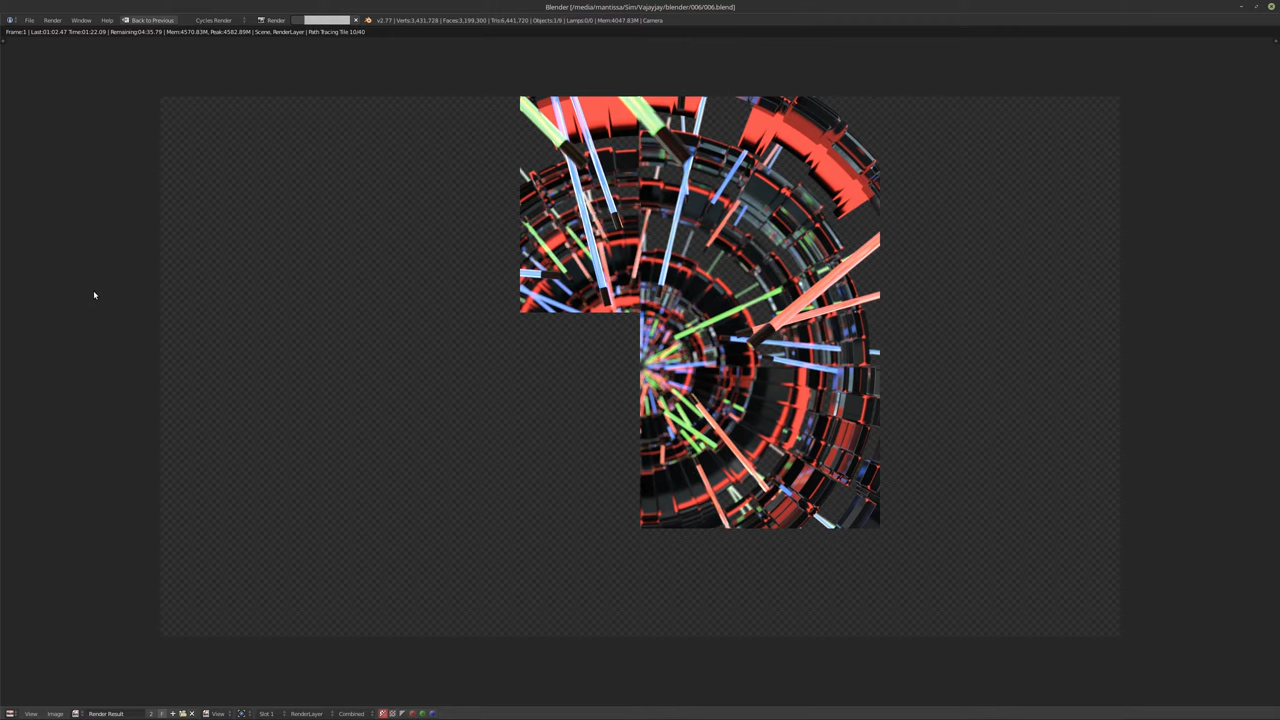 Blender [/media/mantissa/Sim/Vajayjay/blender/006/006.blend]
File Render Window Help Back to Previous Cycles Render Render v2.77 | Verts:3,431,728 | Faces:3,199,300 | Tris:6,441,720 | Objects:1/9 | Lamps:0/0 | Mem:4047.83M | Camera
Frame:1 | Last:01:02.47 Time:01:22.09 | Remaining:04:35.79 | Mem:4570.83M, Peak:4582.89M | Scene, RenderLayer | Path Tracing Tile 10/40
View Image Render Result 2 F View Slot 1 RenderLayer Combined